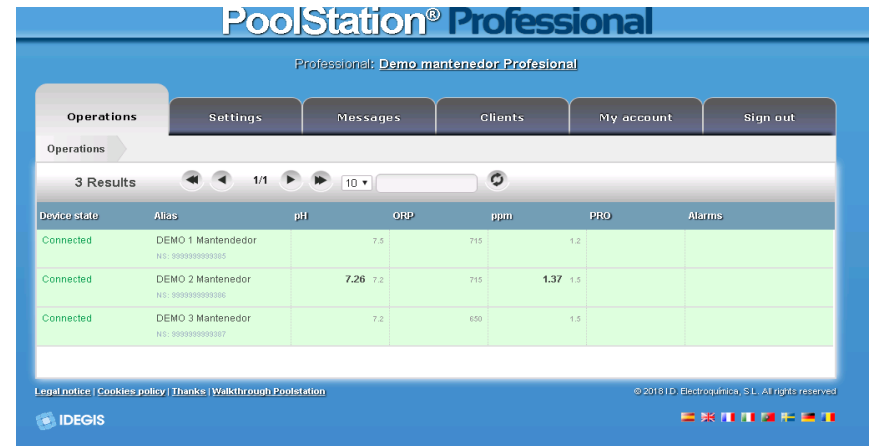 PoolStation® Professional
Professional: Demo mantenedor Profesional
Operations Settings Messages Clients My account Sign out
Operations
3 Results 1/1 10
Device state Alias pH ORP ppm PRO Alarms
Connected DEMO 1 Mantendedor 7.5 715 1.2
NS: 9999999999305
Connected DEMO 2 Mantenedor 7.26 7.2 715 1.37 1.5
NS: 9999999999306
Connected DEMO 3 Mantenedor 7.2 650 1.5
NS: 9999999999307
Legal notice | Cookies policy | Thanks | Walkthrough Poolstation © 2018 I.D. Electroquímica, S.L. All rights reserved
IDEGIS